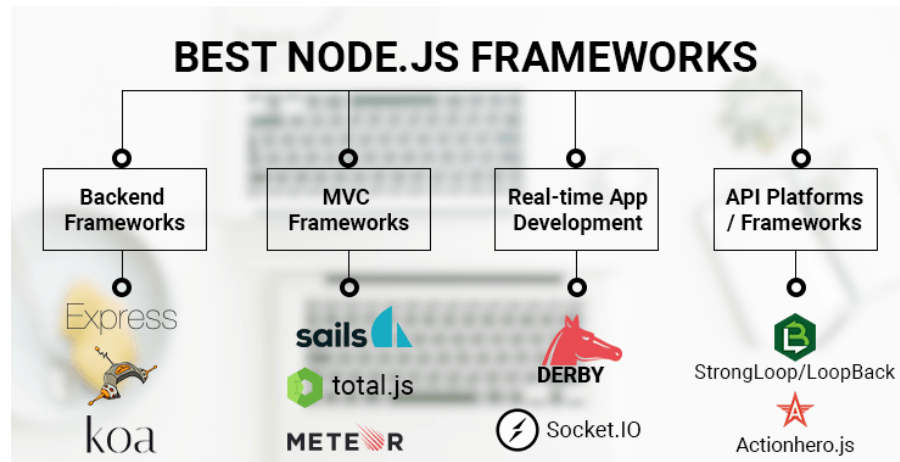 BEST NODE.JS FRAMEWORKS
Backend
Frameworks
MVC
Frameworks
Real-time App
Development
API Platforms
/ Frameworks
Express
koa
sails
total.js
METEOR
DERBY
Socket.IO
StrongLoop/LoopBack
Actionhero.js